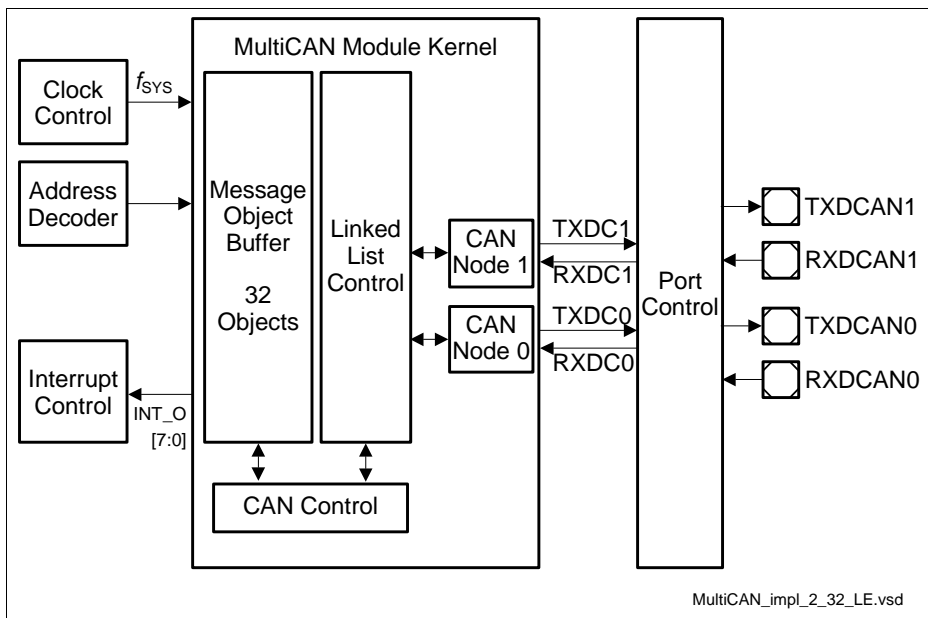 MultiCAN Module Kernel
Clock
Control
fSYS
Address
Decoder
Interrupt
Control
INT_O
[7:0]
Message
Object
Buffer
32
Objects
Linked
List
Control
CAN Control
CAN
Node 1
CAN
Node 0
TXDC1
RXDC1
TXDC0
RXDC0
Port
Control
TXDCAN1
RXDCAN1
TXDCAN0
RXDCAN0
MultiCAN_impl_2_32_LE.vsd